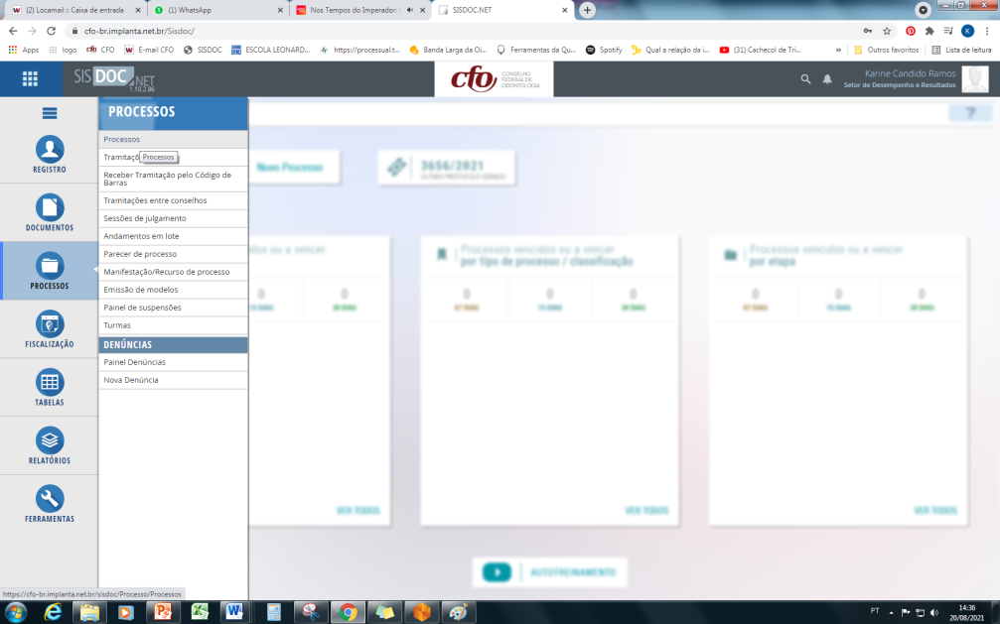 (2) Locamail :: Caixa de entrada
(1) WhatsApp
Nos Tempos do Imperador:
SISDOC.NET
cfo-br.implanta.net.br/Sisdoc/
Apps
logo
CFO
E-mail CFO
SISDOC
ESCOLA LEONARD...
https://processual.t...
Banda Larga da Oi...
Ferramentas da Qu...
Spotify
Qual a relação da i...
(31) Cachecol de Tri...
»
Outros favoritos
Lista de leitura
SISDOC.NET
1.10.2.86
cfo
CONSELHO
FEDERAL DE
ODONTOLOGIA
Karine Candido Ramos
Setor de Desempenho e Resultados
REGISTRO
DOCUMENTOS
PROCESSOS
FISCALIZAÇÃO
TABELAS
RELATÓRIOS
FERRAMENTAS
PROCESSOS
Processos
Tramitaçõ
Processos
Receber Tramitação pelo Código de
Barras
Tramitações entre conselhos
Sessões de julgamento
Andamentos em lote
Parecer de processo
Manifestação/Recurso de processo
Emissão de modelos
Painel de suspensões
Turmas
DENÚNCIAS
Painel Denúncias
Nova Denúncia
?
Novo Processo
3656/2021
ÚLTIMO PROTOCOLO GERADO
dos ou a vencer
0 0
15 DIAS 30 DIAS
VER TODOS
Processos vencidos ou a vencer
por tipo de processo / classificação
0 0 0
07 DIAS 15 DIAS 30 DIAS
VER TODOS
Processos vencidos ou a vencer
por etapa
0 0 0
07 DIAS 15 DIAS 30 DIAS
VER TODOS
AUTOTREINAMENTO
https://cfo-br.implanta.net.br/sisdoc/Processo/Processos
PT
14:36
20/08/2021